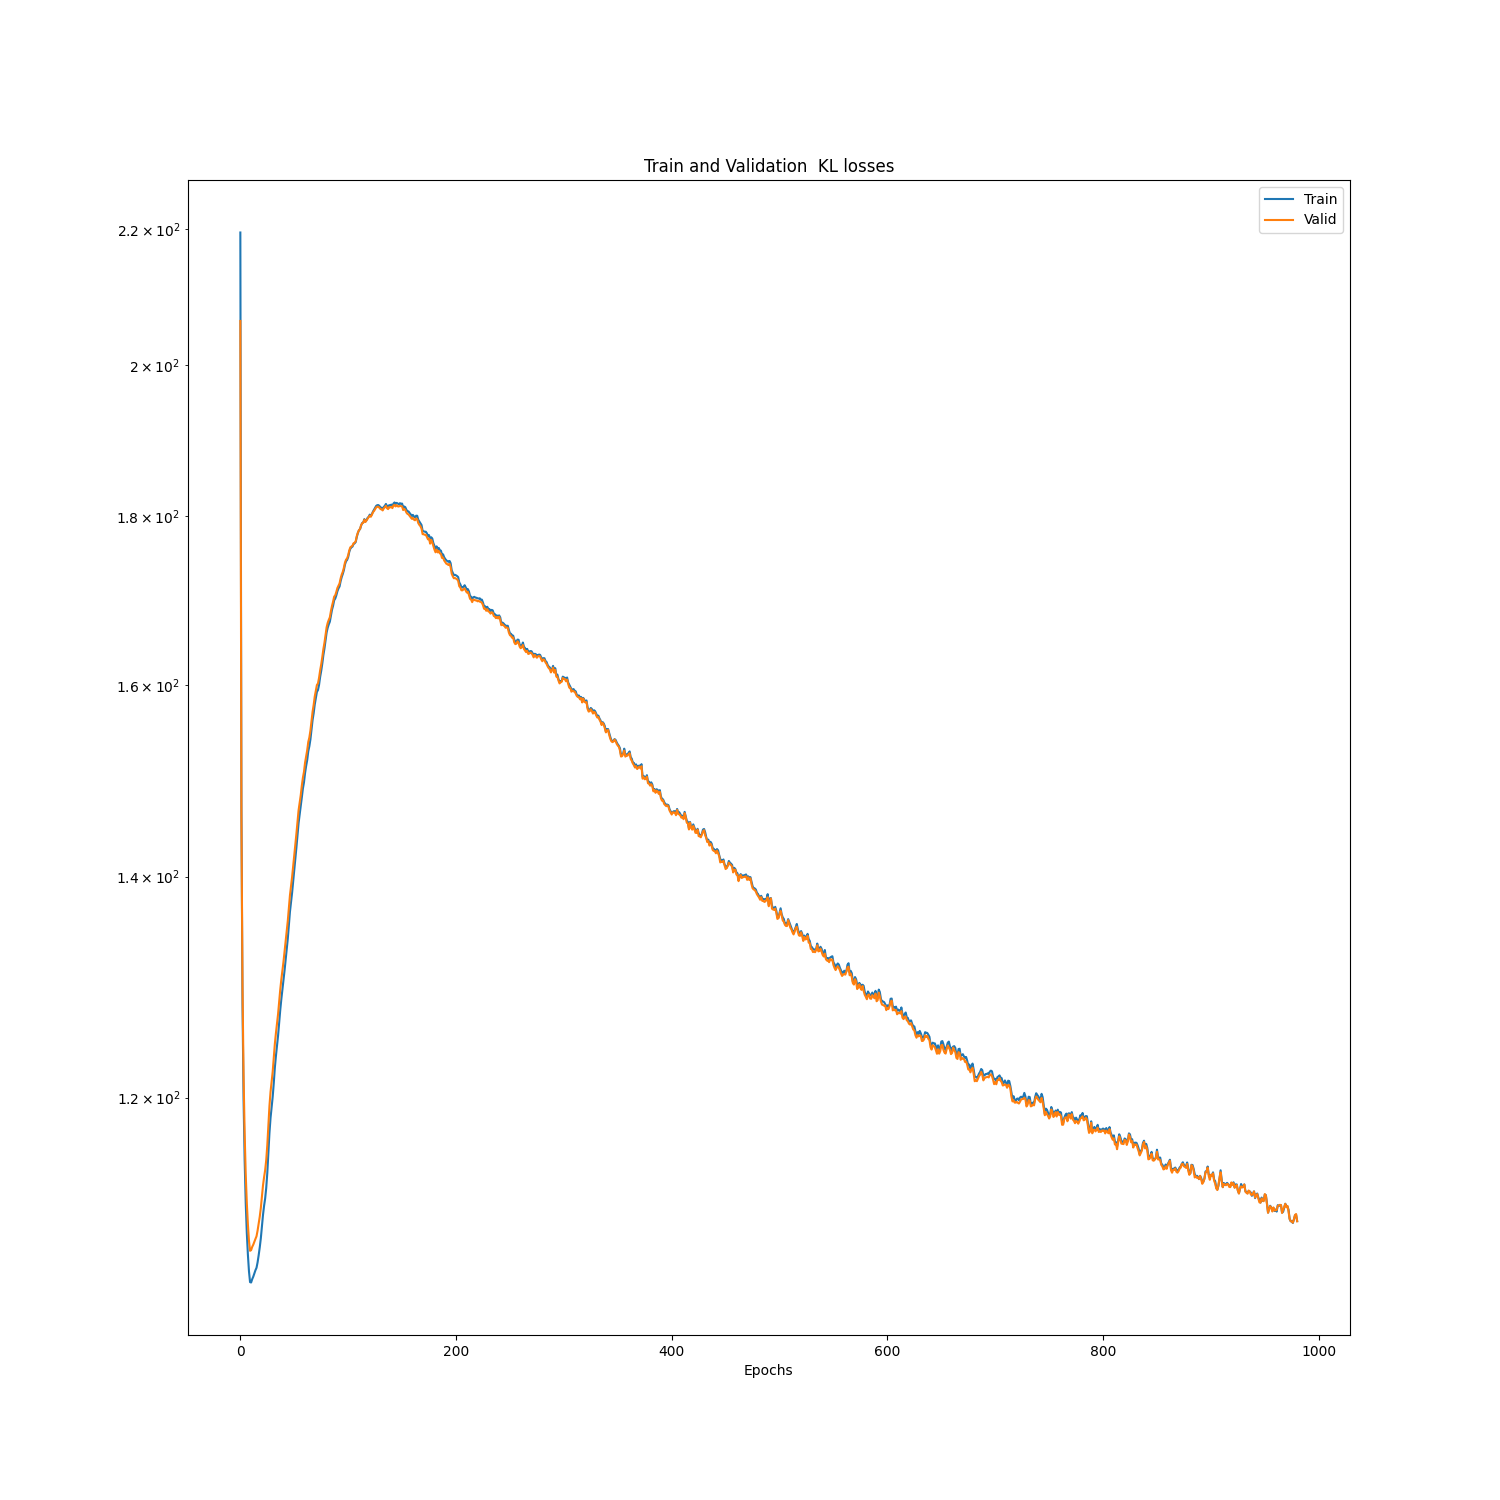 Train and Validation  KL losses
Train
Valid
2.2 × 10²
2 × 10²
1.8 × 10²
1.6 × 10²
1.4 × 10²
1.2 × 10²
0 200 400 600 800 1000
Epochs